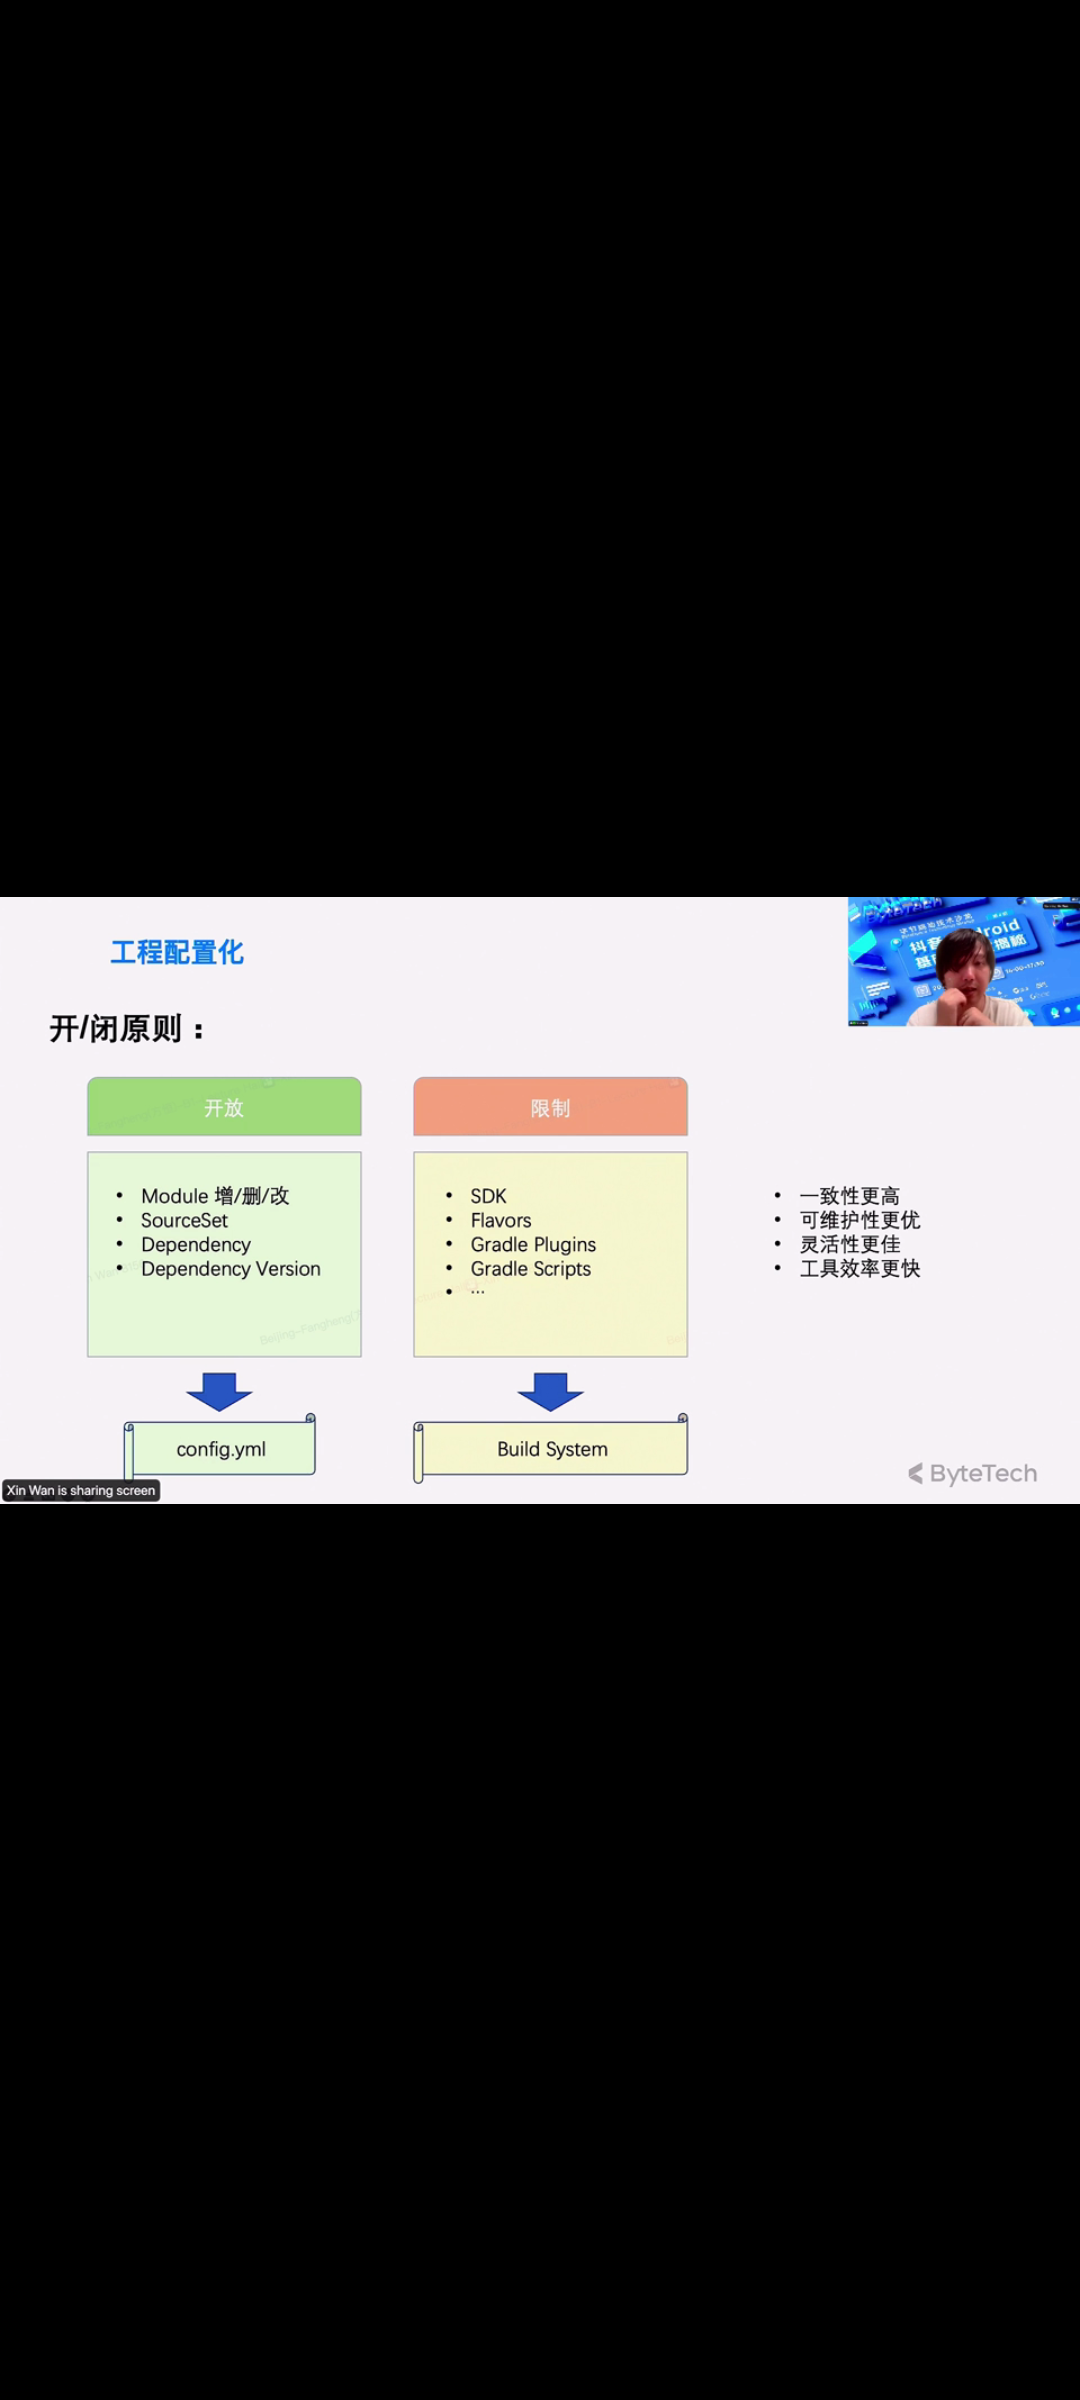 工程配置化
开/闭原则：
开放
Module 增/删/改
SourceSet
Dependency
Dependency Version
config.yml
限制
SDK
Flavors
Gradle Plugins
Gradle Scripts
...
Build System
一致性更高
可维护性更优
灵活性更佳
工具效率更快
Xin Wan is sharing screen
ByteTech